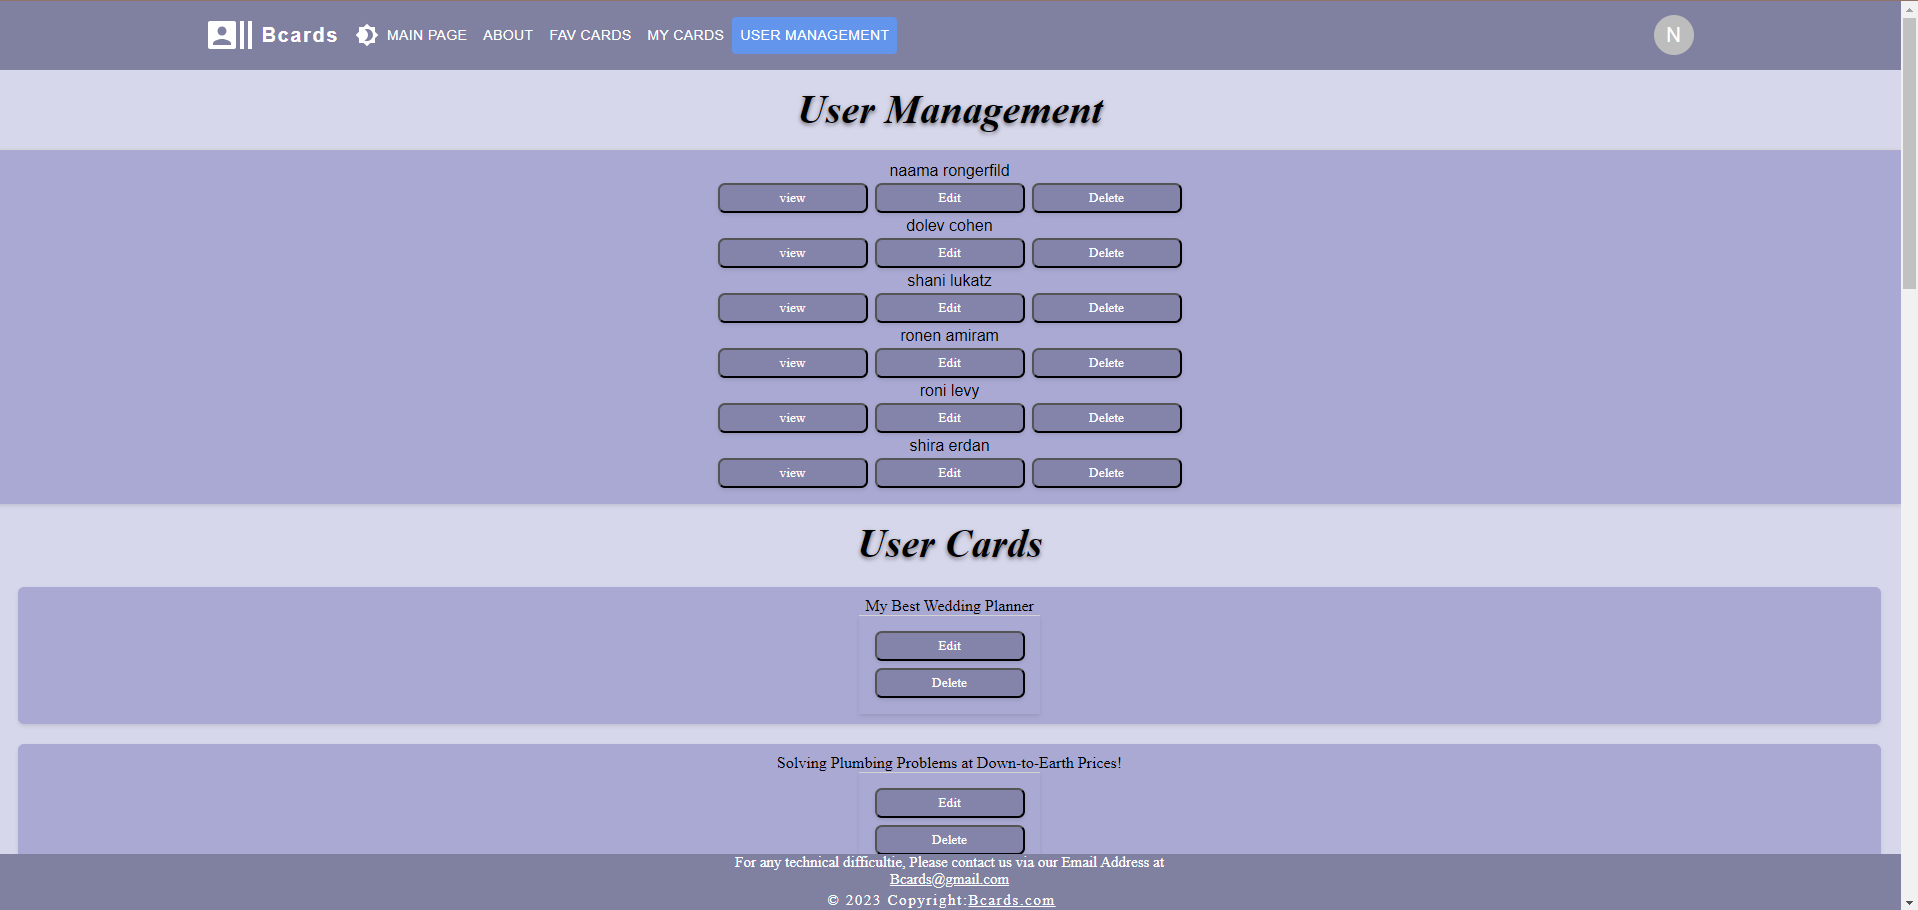 Bcards MAIN PAGE ABOUT FAV CARDS MY CARDS USER MANAGEMENT N
User Management
naama rongerfild
view Edit Delete
dolev cohen
view Edit Delete
shani lukatz
view Edit Delete
ronen amiram
view Edit Delete
roni levy
view Edit Delete
shira erdan
view Edit Delete
User Cards
My Best Wedding Planner
Edit
Delete
Solving Plumbing Problems at Down-to-Earth Prices!
Edit
Delete
For any technical difficultie, Please contact us via our Email Address at
Bcards@gmail.com
© 2023 Copyright:Bcards.com